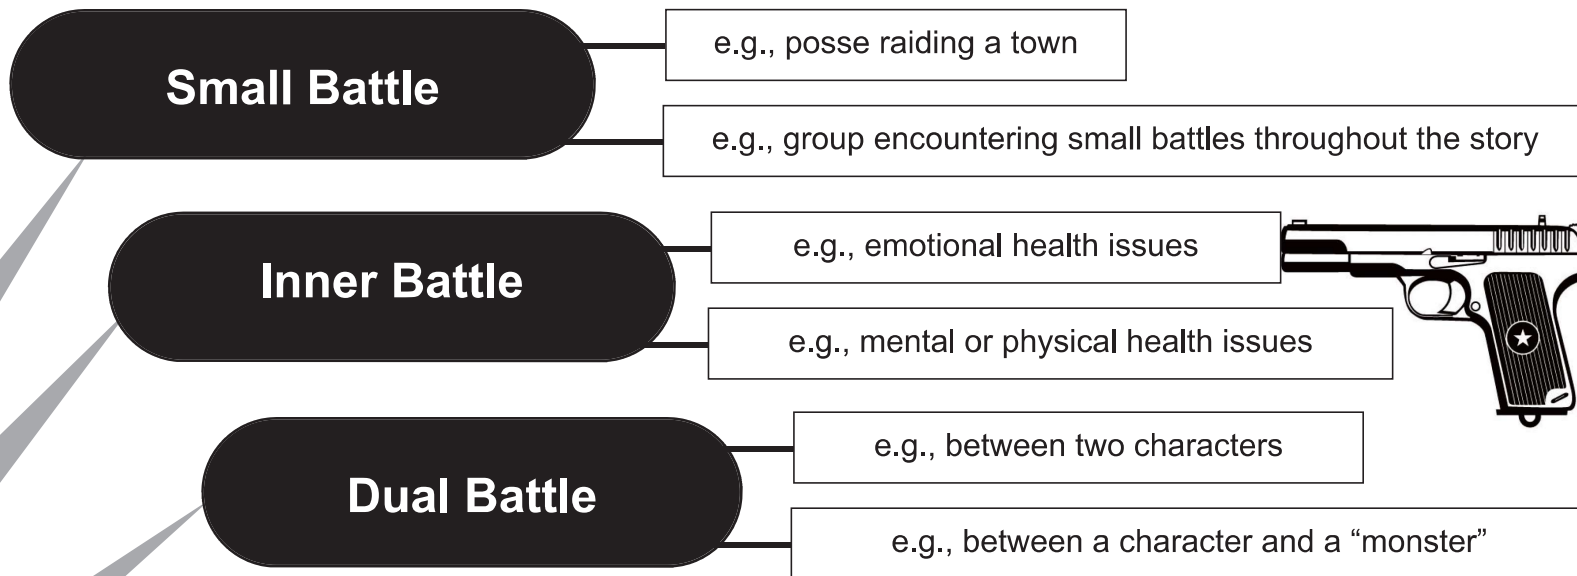 Small Battle
e.g., posse raiding a town
e.g., group encountering small battles throughout the story
Inner Battle
e.g., emotional health issues
e.g., mental or physical health issues
Dual Battle
e.g., between two characters
e.g., between a character and a “monster”